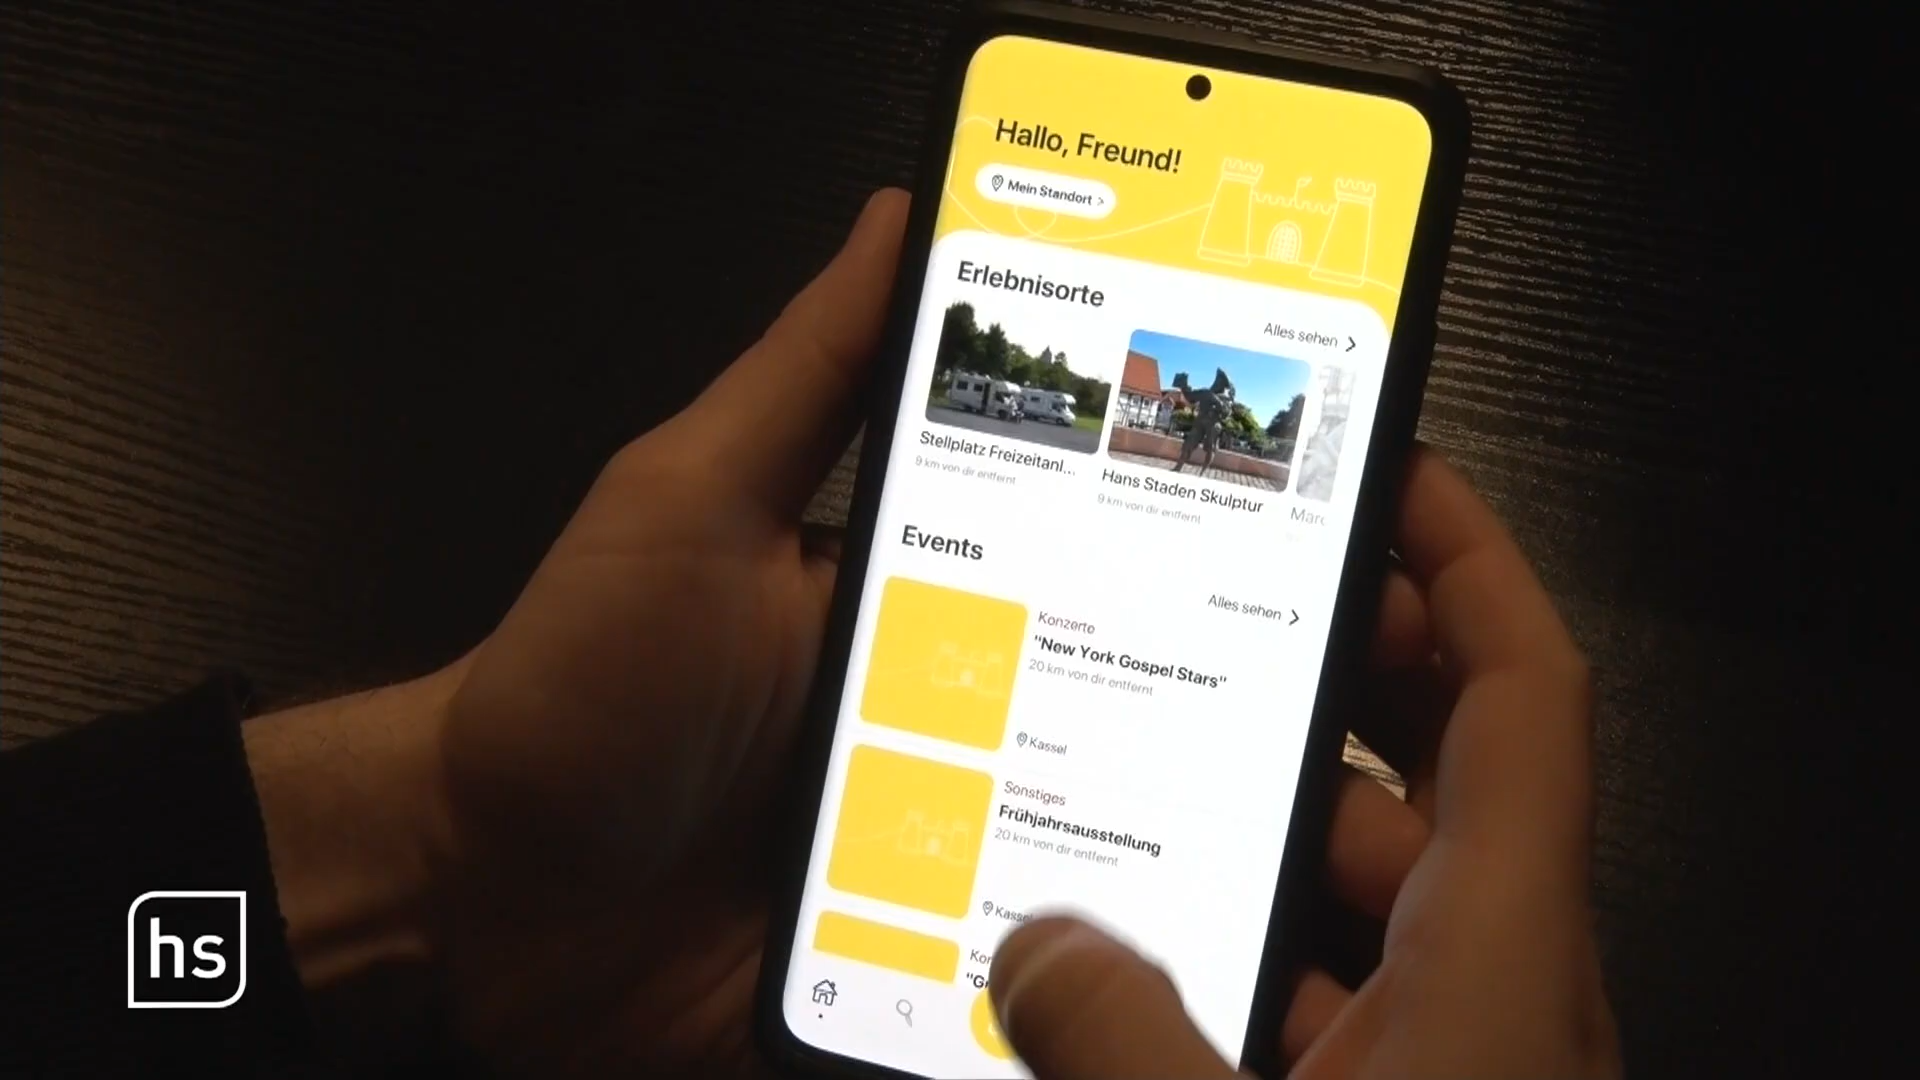 Hallo, Freund!
Mein Standort >
Erlebnisorte
Alles sehen >
Stellplatz Freizeitanl...
9 km von dir entfernt
Hans Staden Skulptur
9 km von dir entfernt
Events
Alles sehen >
Konzerte
"New York Gospel Stars"
20 km von dir entfernt
Kassel
Sonstiges
Frühjahrsausstellung
20 km von dir entfernt
hs